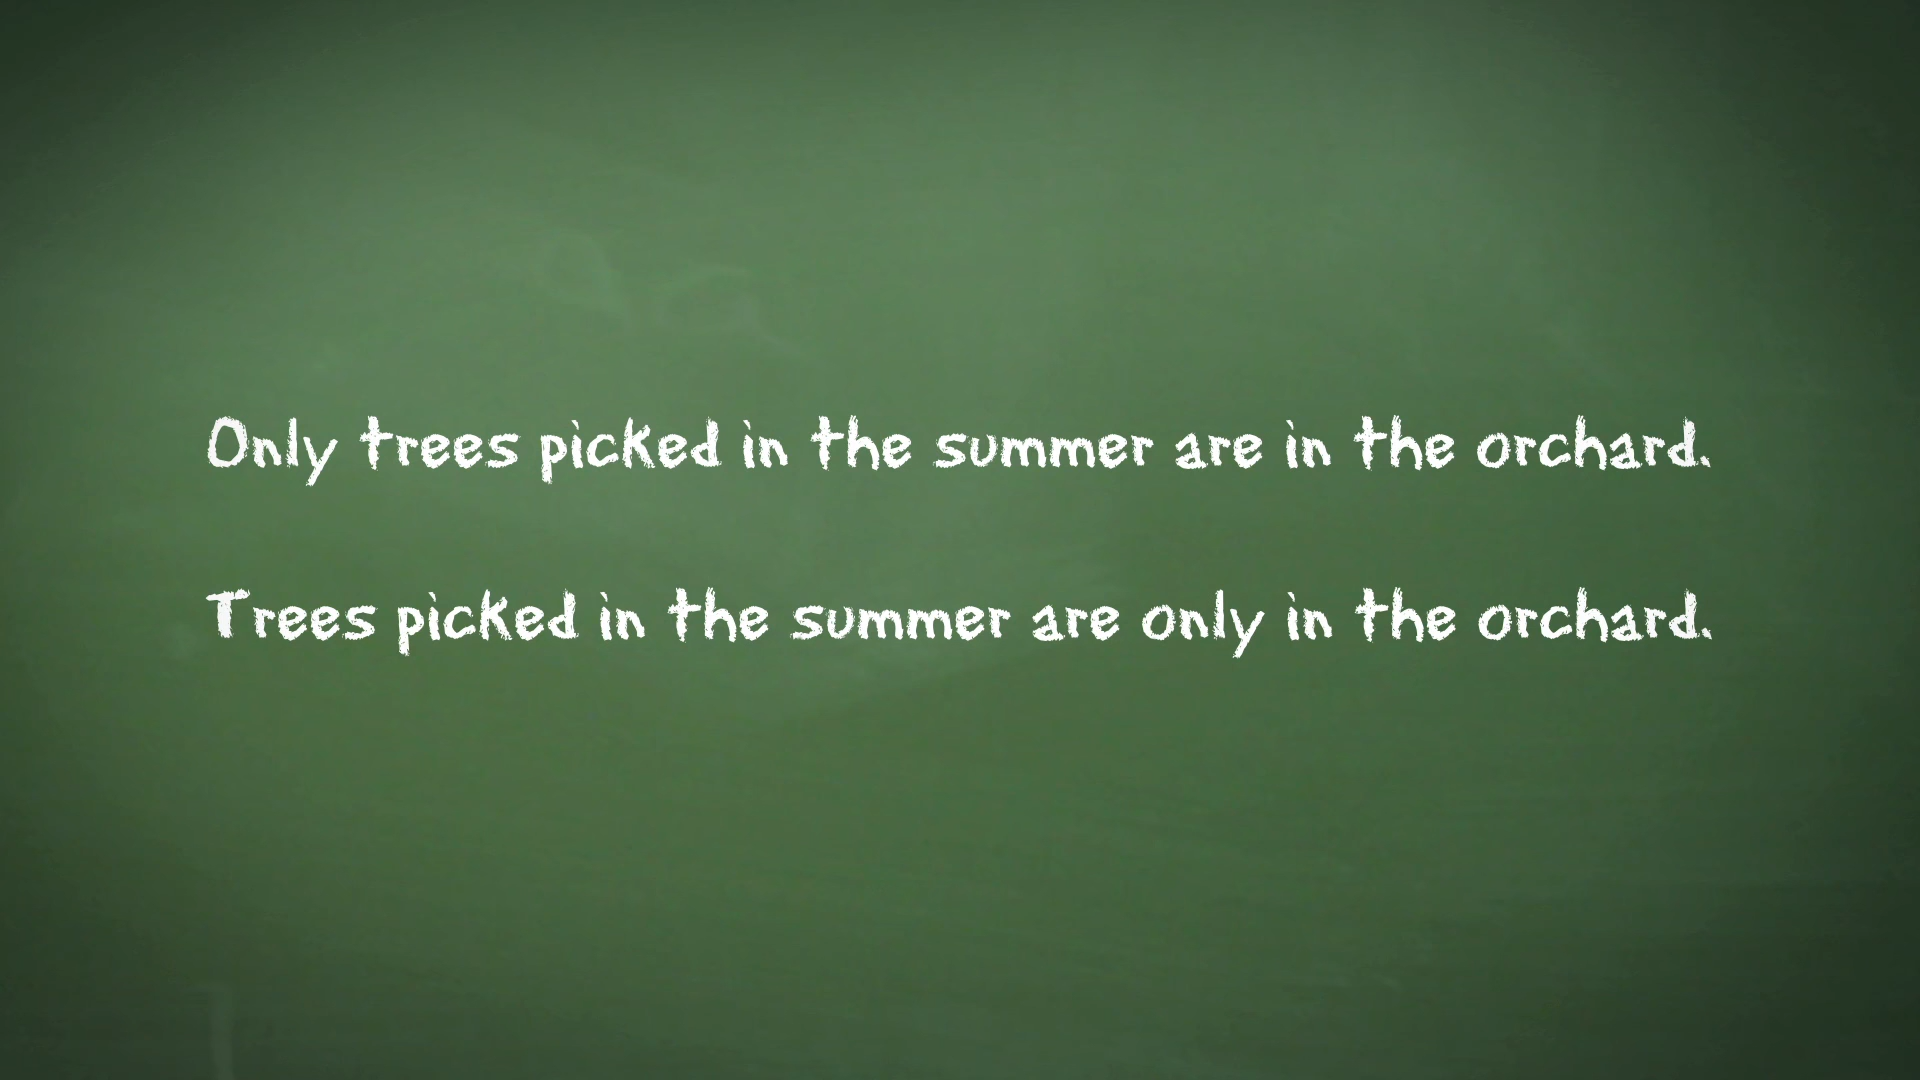 Only trees picked in the summer are in the orchard.
Trees picked in the summer are only in the orchard.